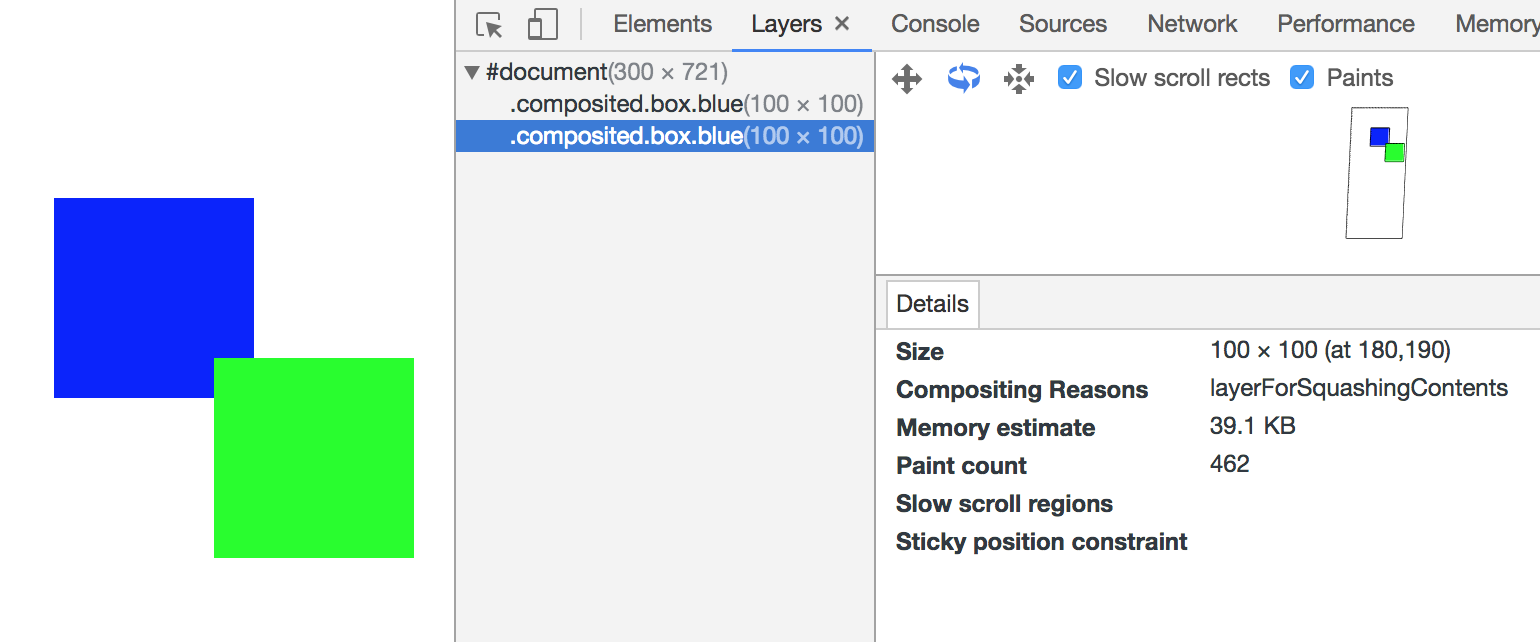 Elements Layers × Console Sources Network Performance Memory
▼ #document(300 × 721)
.composited.box.blue(100 × 100)
.composited.box.blue(100 × 100)
Slow scroll rects Paints
Details
Size 100 × 100 (at 180,190)
Compositing Reasons layerForSquashingContents
Memory estimate 39.1 KB
Paint count 462
Slow scroll regions
Sticky position constraint